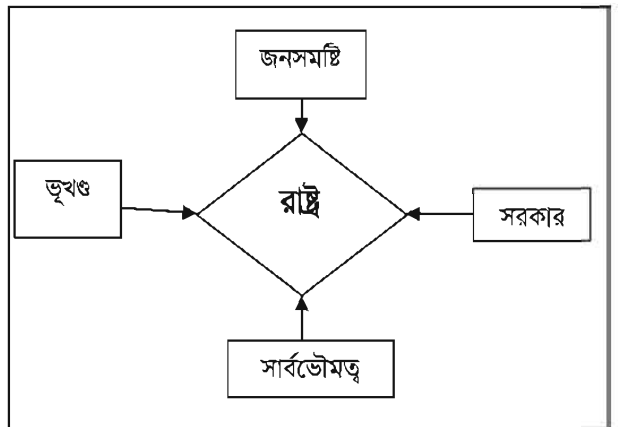 জনসমষ্টি
ভূখণ্ড
রাষ্ট্র
সরকার
সার্বভৌমত্ব